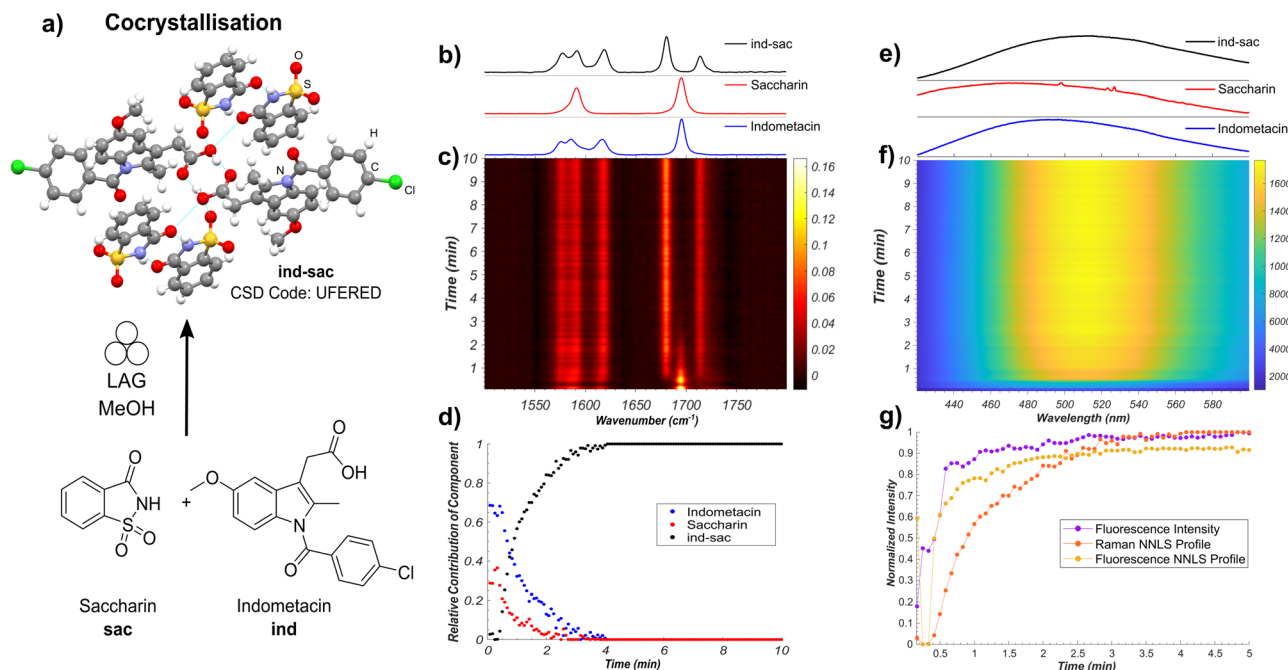 a)
Cocrystallisation
O
S
H
C
N
Cl
ind-sac
CSD Code: UFERED
LAG
MeOH
O
NH
S
O
O
+
O
O
OH
N
O
Cl
Saccharin
sac
Indometacin
ind
b)
ind-sac
Saccharin
Indometacin
c)
10
9
8
7
6
5
4
3
2
1
Time (min)
1550
1600
1650
1700
1750
Wavenumber (cm⁻¹)
0.16
0.14
0.12
0.1
0.08
0.06
0.04
0.02
0
d)
1
0.8
0.6
0.4
0.2
0
Relative Contribution of Component
Indometacin
Saccharin
ind-sac
0
2
4
6
8
10
Time (min)
e)
ind-sac
Saccharin
Indometacin
f)
10
9
8
7
6
5
4
3
2
1
Time (min)
440
460
480
500
520
540
560
580
Wavelength (nm)
1600
1400
1200
1000
8000
6000
4000
2000
g)
1
0.9
0.8
0.7
0.6
0.5
0.4
0.3
0.2
0.1
0
Normalized Intensity
Fluorescence Intensity
Raman NNLS Profile
Fluorescence NNLS Profile
0.5
1
1.5
2
2.5
3
3.5
4
4.5
5
Time (min)